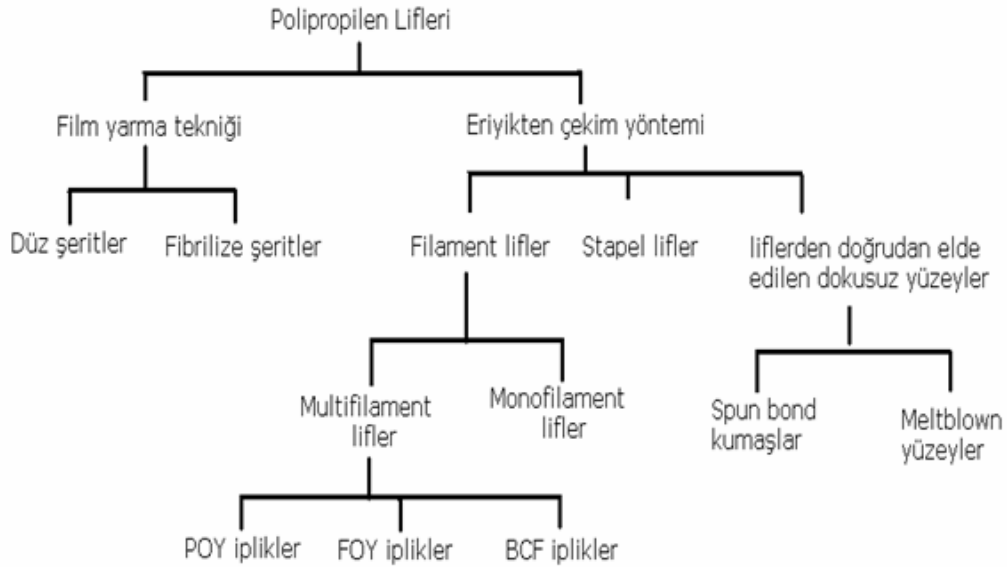 Polipropilen Lifleri
Film yarma tekniği
Eriyikten çekim yöntemi
Düz şeritler
Fibrilize şeritler
Filament lifler
Stapel lifler
liflerden doğrudan elde
edilen dokusuz yüzeyler
Multifilament
lifler
Monofilament
lifler
Spun bond
kumaşlar
Meltblown
yüzeyler
POY iplikler
FOY iplikler
BCF iplikler